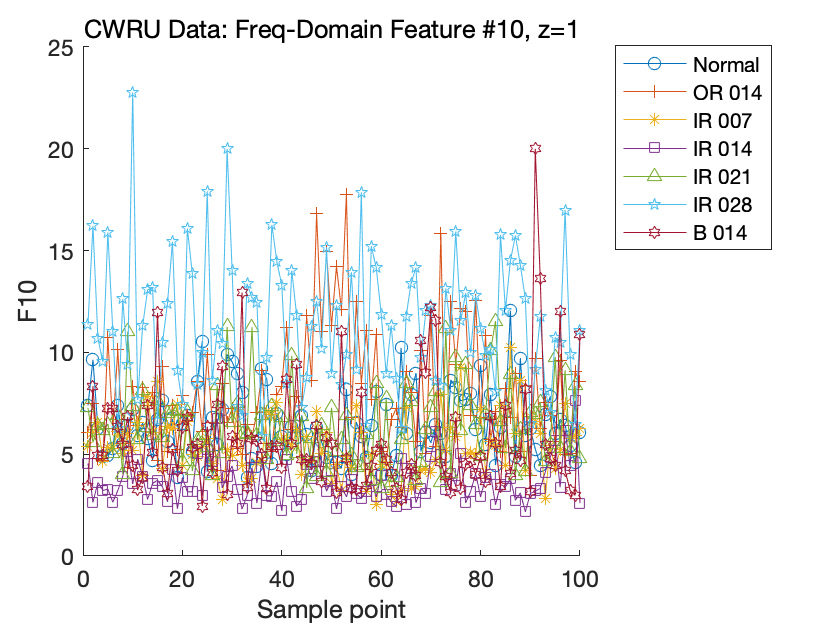 CWRU Data: Freq-Domain Feature #10, z=1
25
20
15
10
5
0
F10
0 20 40 60 80 100
Sample point
Normal
OR 014
IR 007
IR 014
IR 021
IR 028
B 014